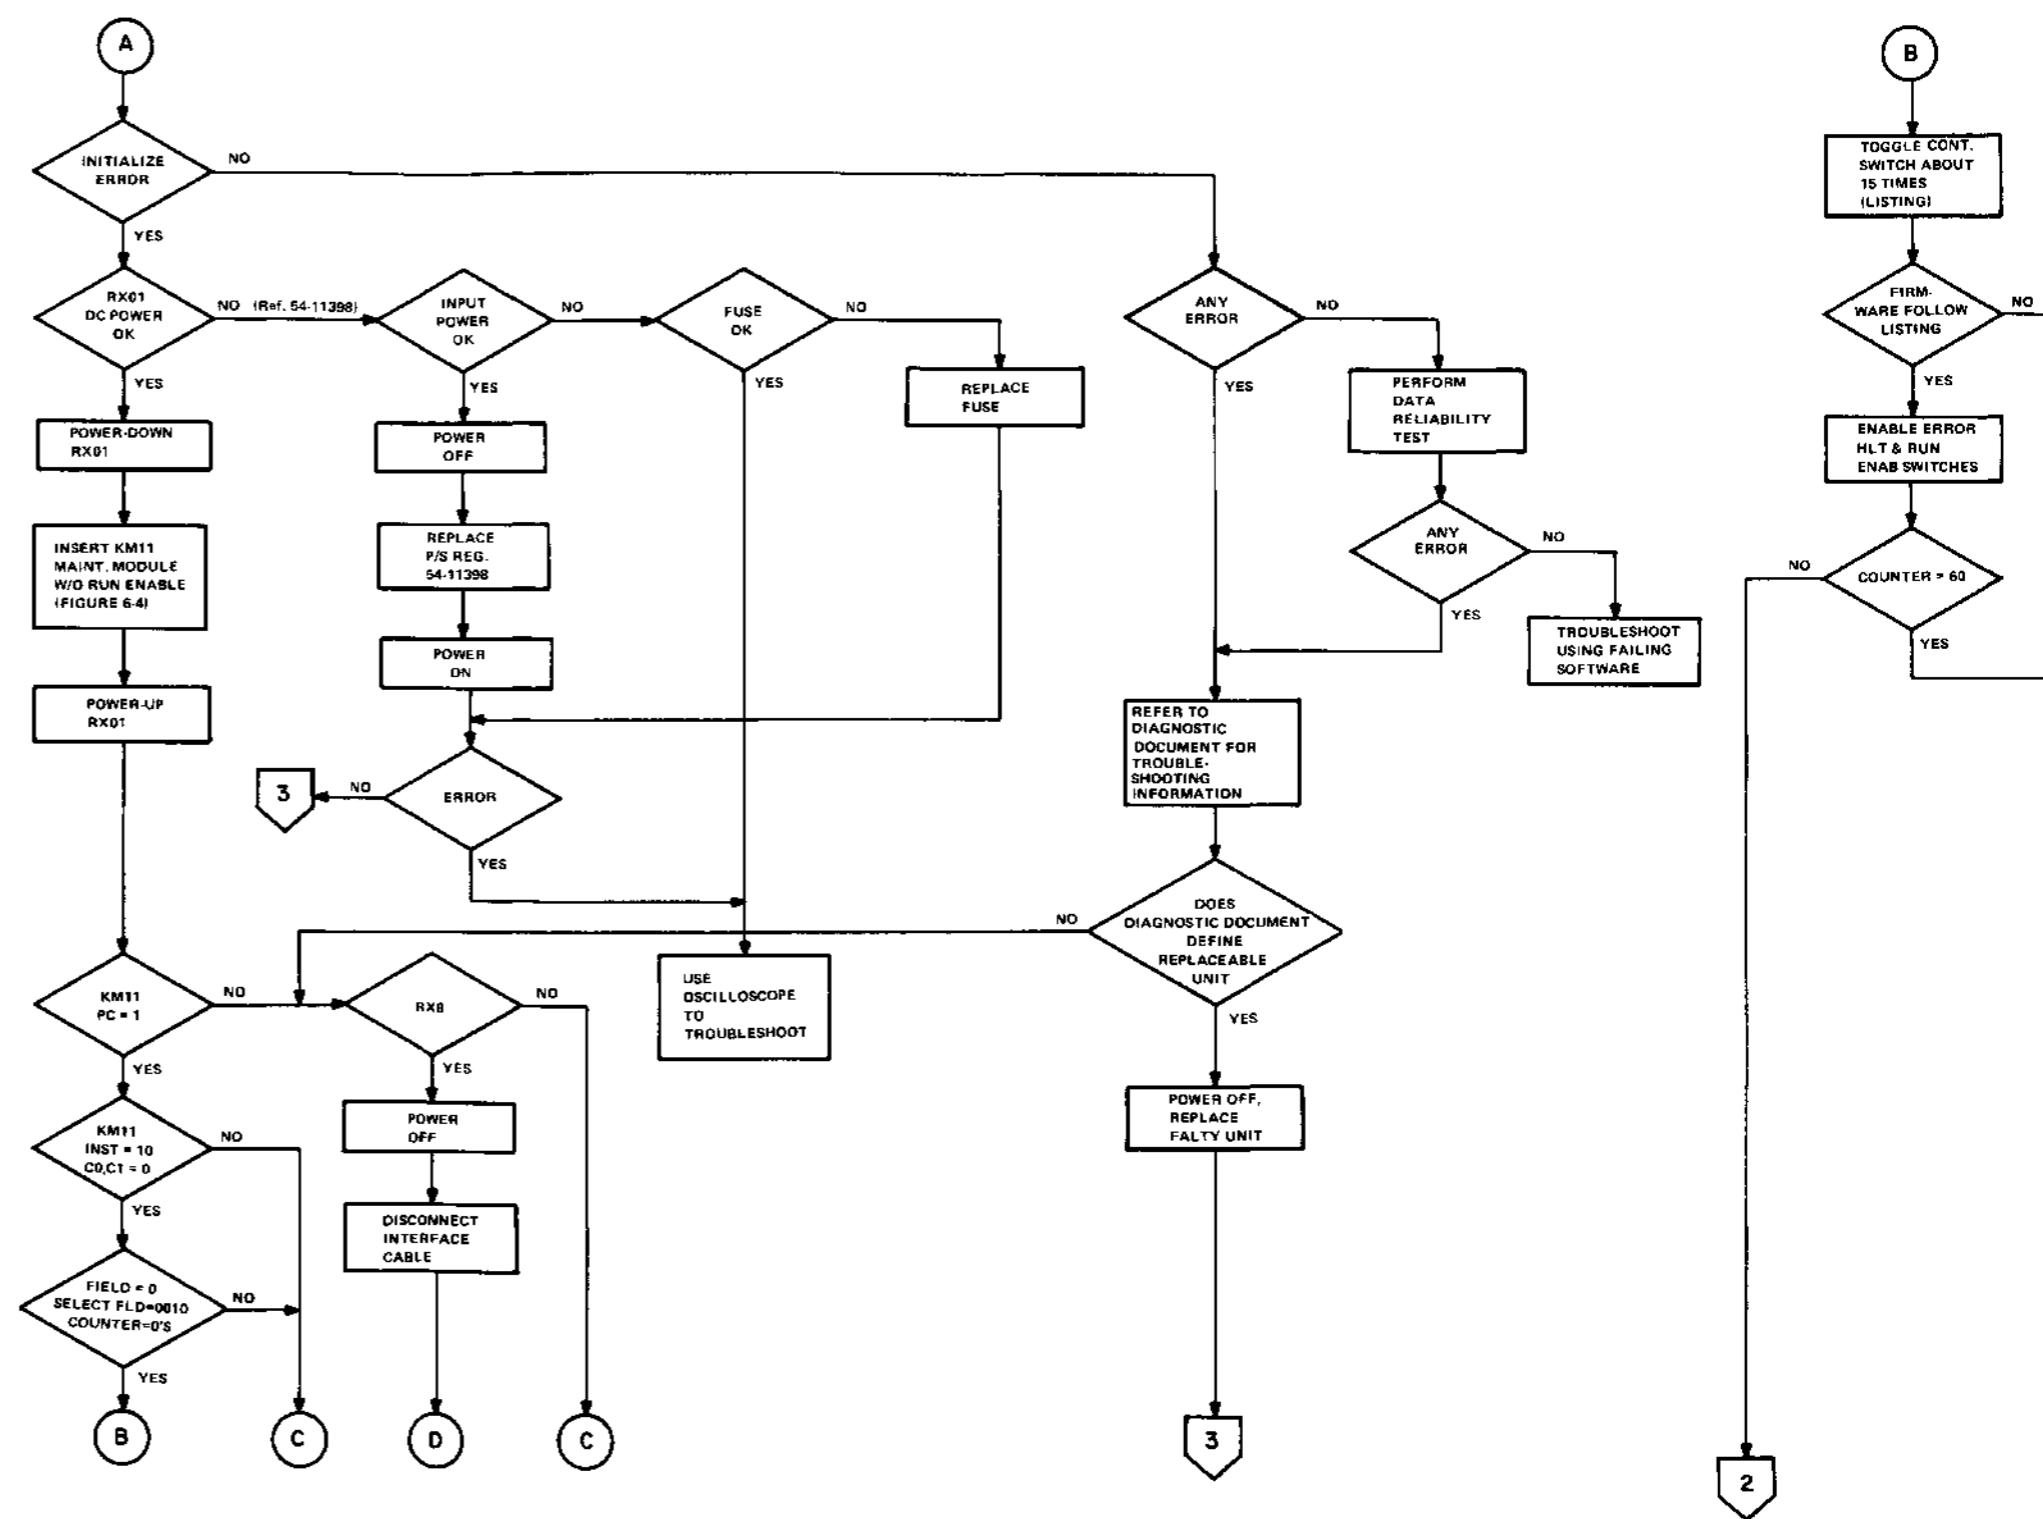 A
INITIALIZE
ERROR
NO
YES
RX01
DC POWER
OK
NO (Ref. 54-11398)
YES
INPUT
POWER
OK
NO
YES
FUSE
OK
NO
YES
REPLACE
FUSE
POWER-DOWN
RX01
INSERT KM11
MAINT. MODULE
W/O RUN ENABLE
(FIGURE 6-4)
POWER-UP
RX01
POWER
OFF
REPLACE
P/S REG.
54-11398
POWER
ON
ERROR
NO
3
YES
USE
OSCILLOSCOPE
TO
TROUBLESHOOT
KM11
PC = 1
NO
YES
RX8
NO
YES
KM11
INST = 10
C0,C1 = 0
NO
YES
POWER
OFF
DISCONNECT
INTERFACE
CABLE
FIELD = 0
SELECT FLD=0010
COUNTER=0'S
NO
YES
B
C
D
C
ANY
ERROR
NO
YES
PERFORM
DATA
RELIABILITY
TEST
ANY
ERROR
NO
YES
TROUBLESHOOT
USING FAILING
SOFTWARE
REFER TO
DIAGNOSTIC
DOCUMENT FOR
TROUBLE-
SHOOTING
INFORMATION
DOES
DIAGNOSTIC DOCUMENT
DEFINE
REPLACEABLE
UNIT
NO
YES
POWER OFF,
REPLACE
FALTY UNIT
3
B
TOGGLE CONT.
SWITCH ABOUT
15 TIMES
(LISTING)
FIRM-
WARE FOLLOW
LISTING
NO
YES
ENABLE ERROR
HLT & RUN
ENAB SWITCHES
COUNTER = 60
NO
YES
2